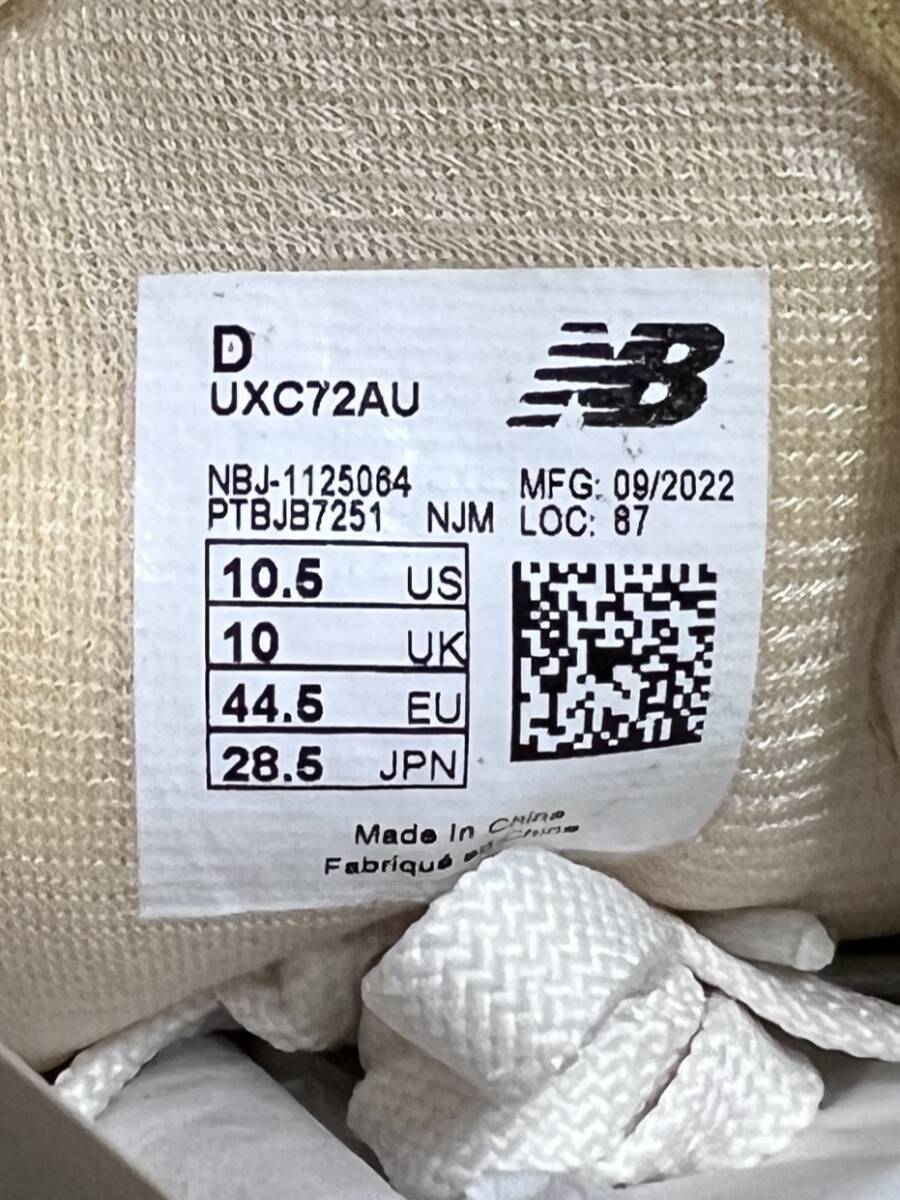 D
UXC72AU
NB
NBJ-1125064
PTBJB7251 NJM
MFG: 09/2022
LOC: 87
10.5 US
10 UK
44.5 EU
28.5 JPN
Made In China
Fabriqué en Chine